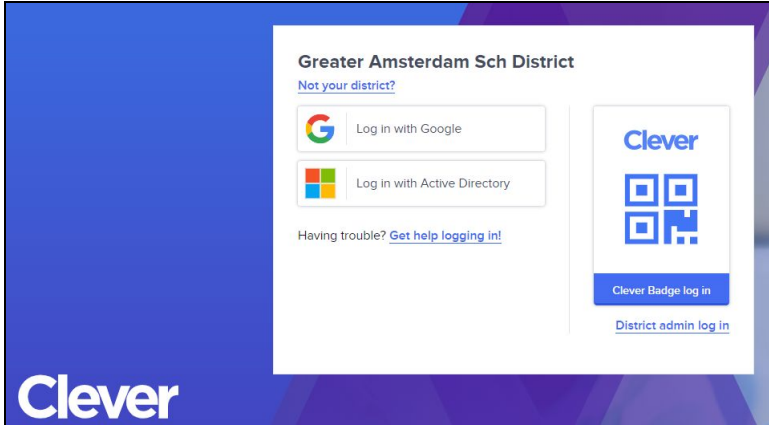 Greater Amsterdam Sch District
Not your district?
Log in with Google
Log in with Active Directory
Having trouble? Get help logging in!
Clever
Clever Badge log in
District admin log in
Clever